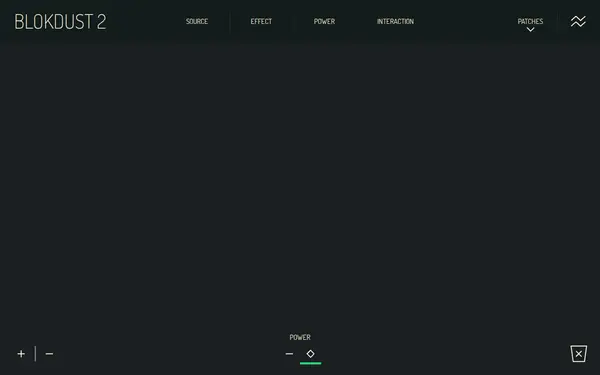 BLOKDUST 2
SOURCE
EFFECT
POWER
INTERACTION
PATCHES
POWER